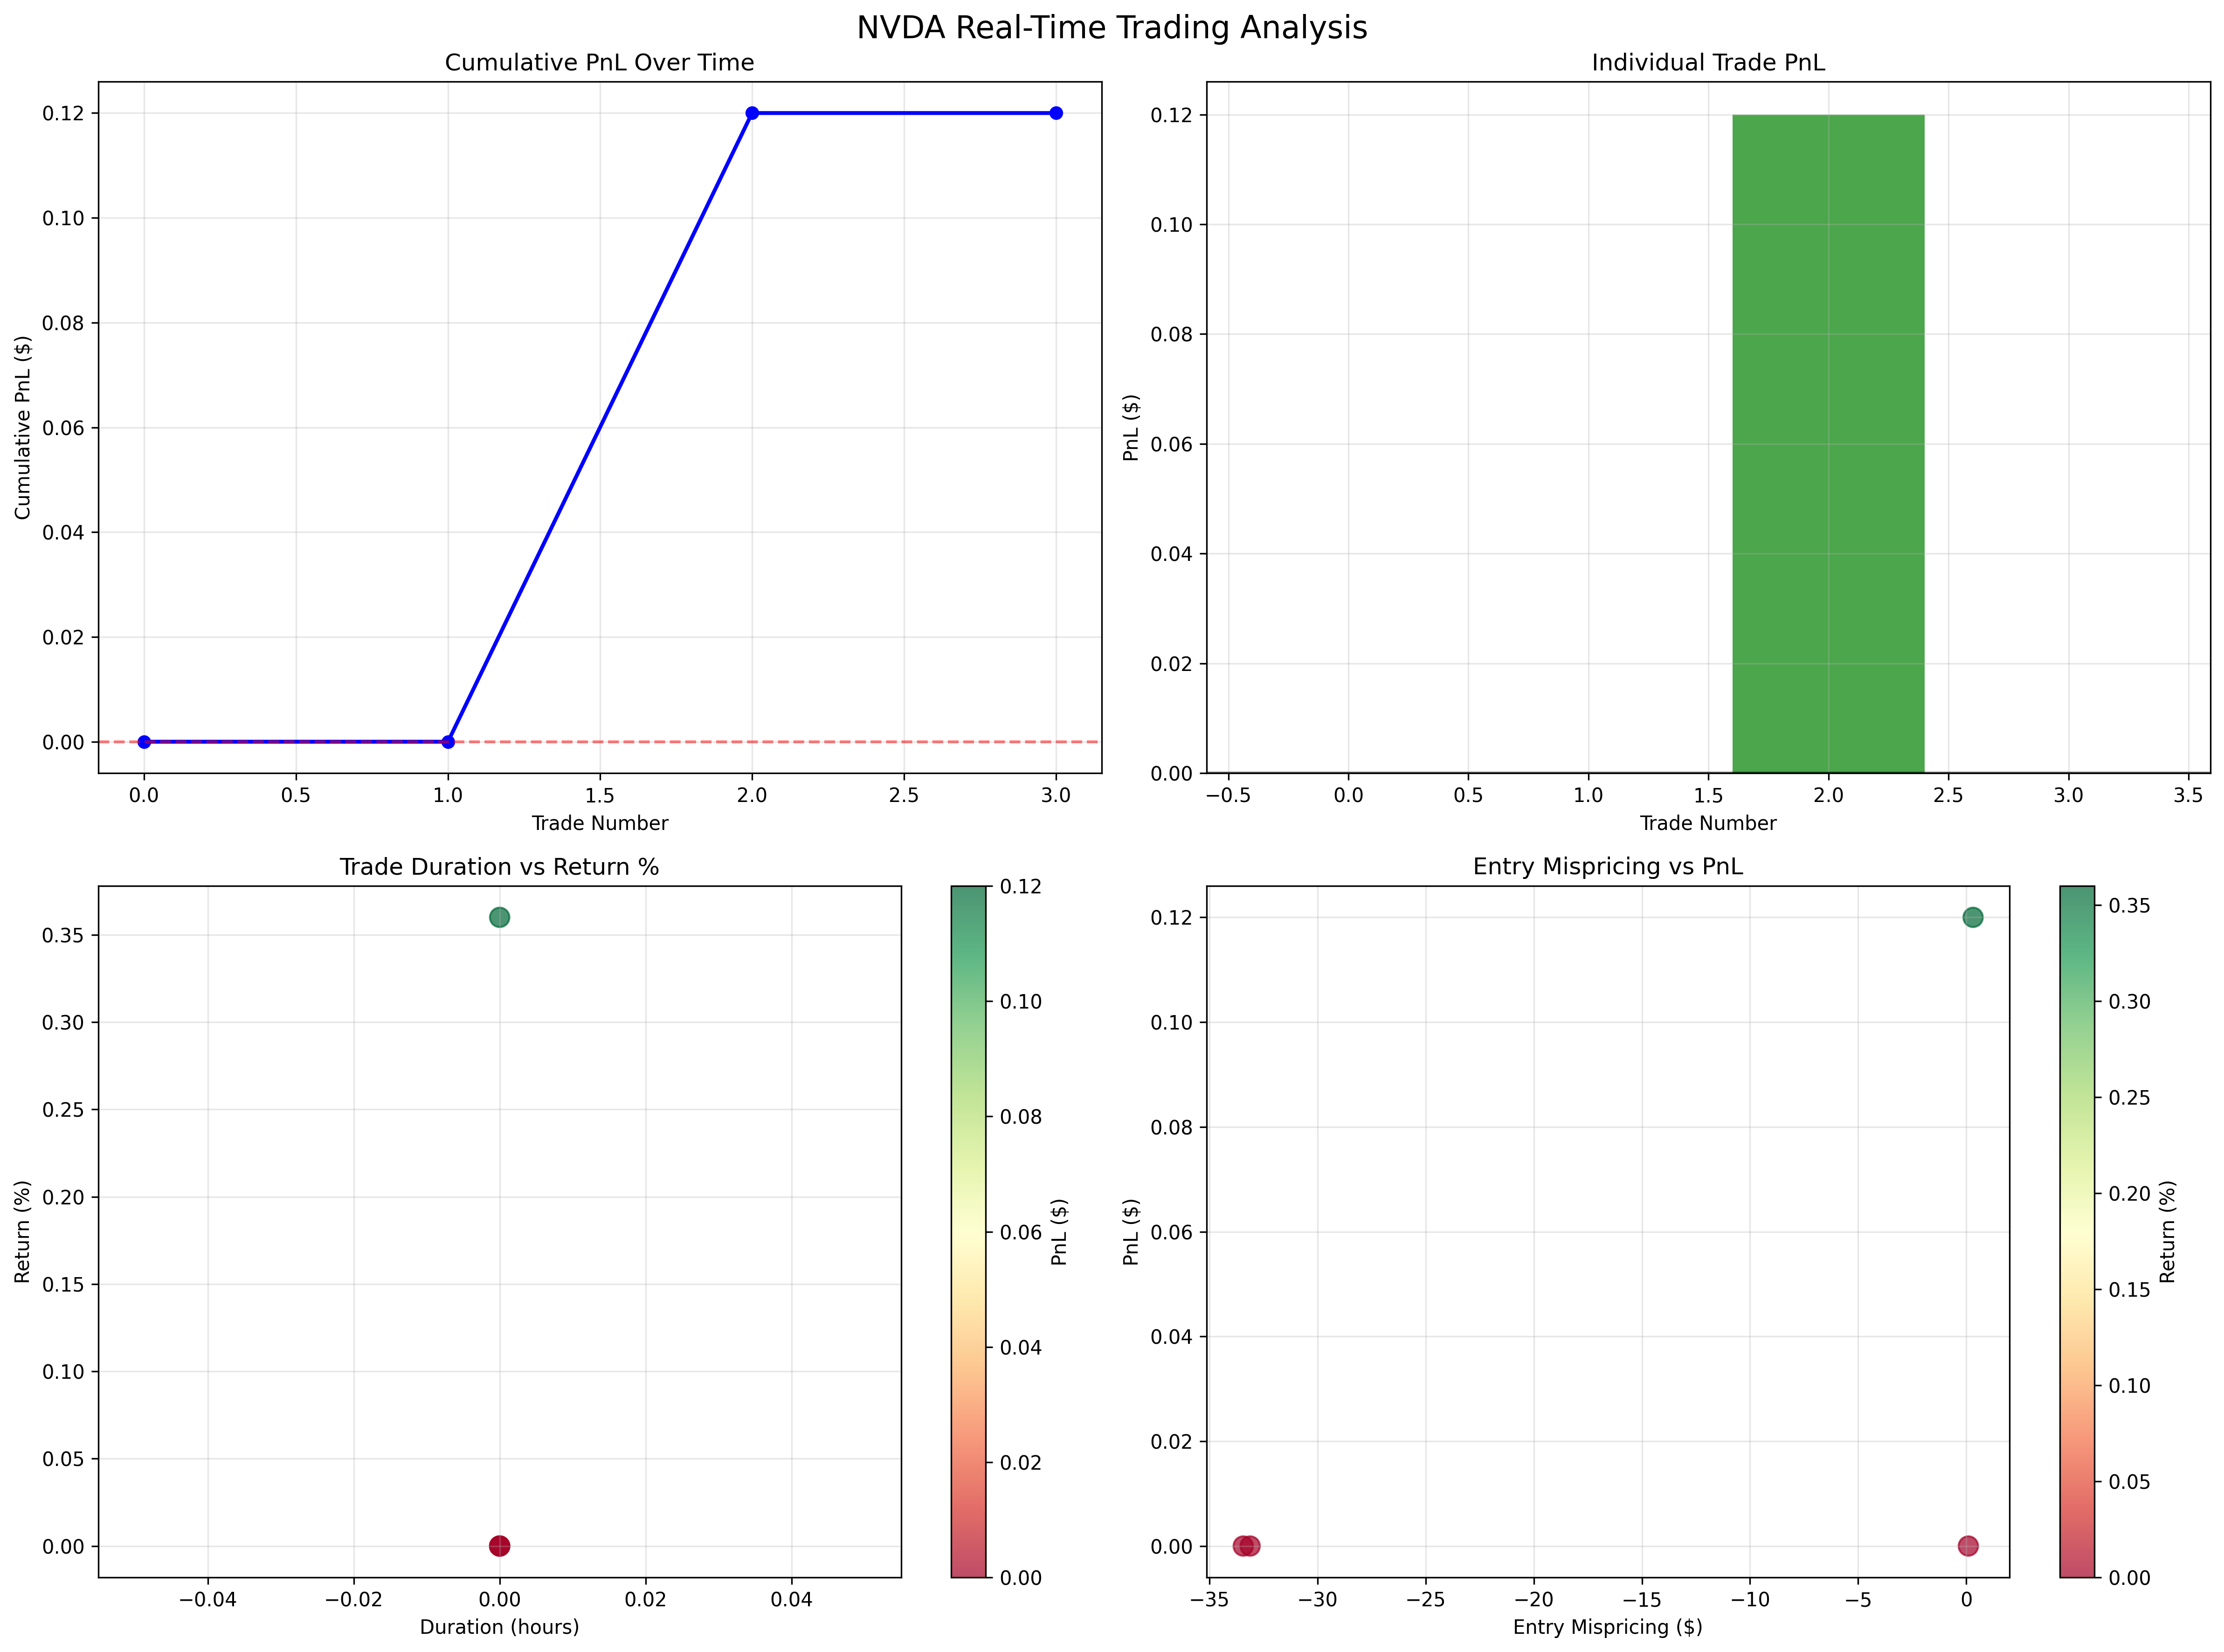 NVDA Real-Time Trading Analysis
Cumulative PnL Over Time
Cumulative PnL ($)
0.12
0.10
0.08
0.06
0.04
0.02
0.00
0.0 0.5 1.0 1.5 2.0 2.5 3.0
Trade Number
Individual Trade PnL
PnL ($)
0.12
0.10
0.08
0.06
0.04
0.02
0.00
−0.5 0.0 0.5 1.0 1.5 2.0 2.5 3.0 3.5
Trade Number
Trade Duration vs Return %
Return (%)
0.35
0.30
0.25
0.20
0.15
0.10
0.05
0.00
−0.04 −0.02 0.00 0.02 0.04
Duration (hours)
0.12
0.10
0.08
0.06
0.04
0.02
0.00
PnL ($)
Entry Mispricing vs PnL
PnL ($)
0.12
0.10
0.08
0.06
0.04
0.02
0.00
−35 −30 −25 −20 −15 −10 −5 0
Entry Mispricing ($)
0.35
0.30
0.25
0.20
0.15
0.10
0.05
0.00
Return (%)